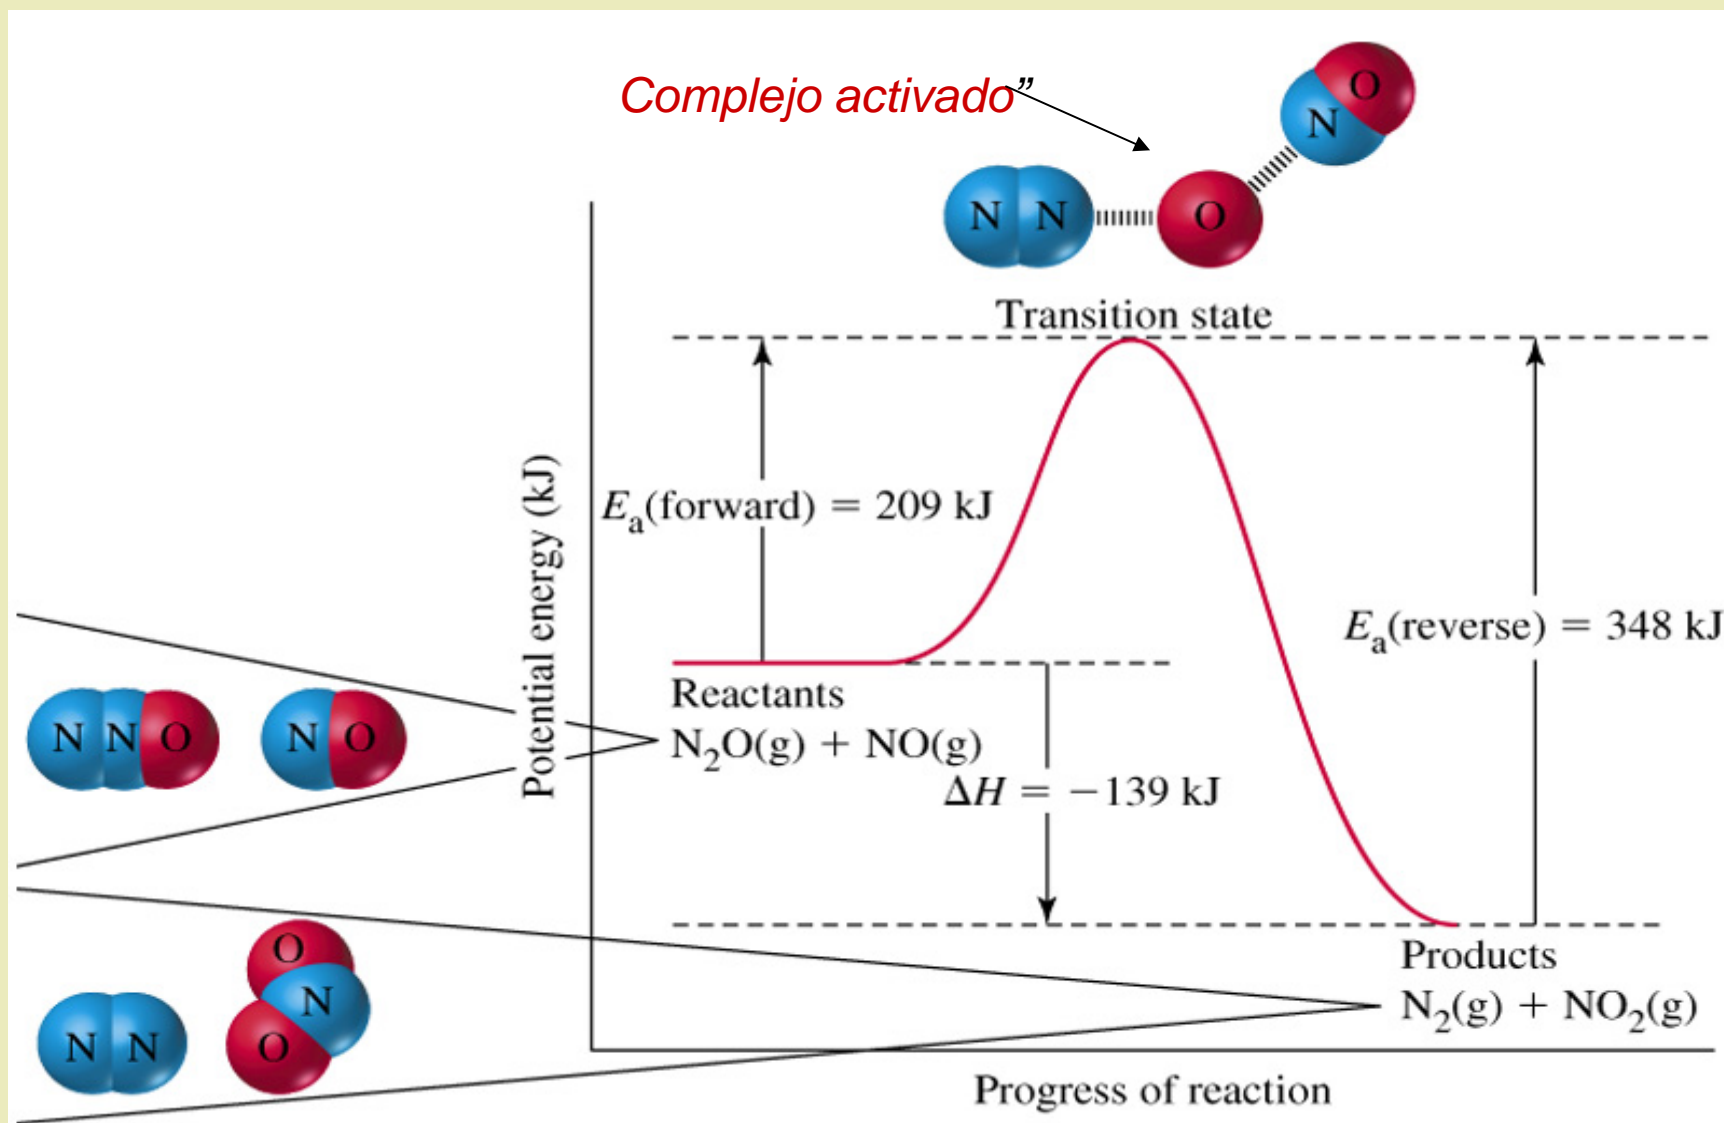 Complejo activado”
O
N
N N O
Transition state
Potential energy (kJ)
Eₐ(forward) = 209 kJ
Eₐ(reverse) = 348 kJ
N N O N O
Reactants
N₂O(g) + NO(g)
ΔH = −139 kJ
O
N
N N O
Products
N₂(g) + NO₂(g)
Progress of reaction